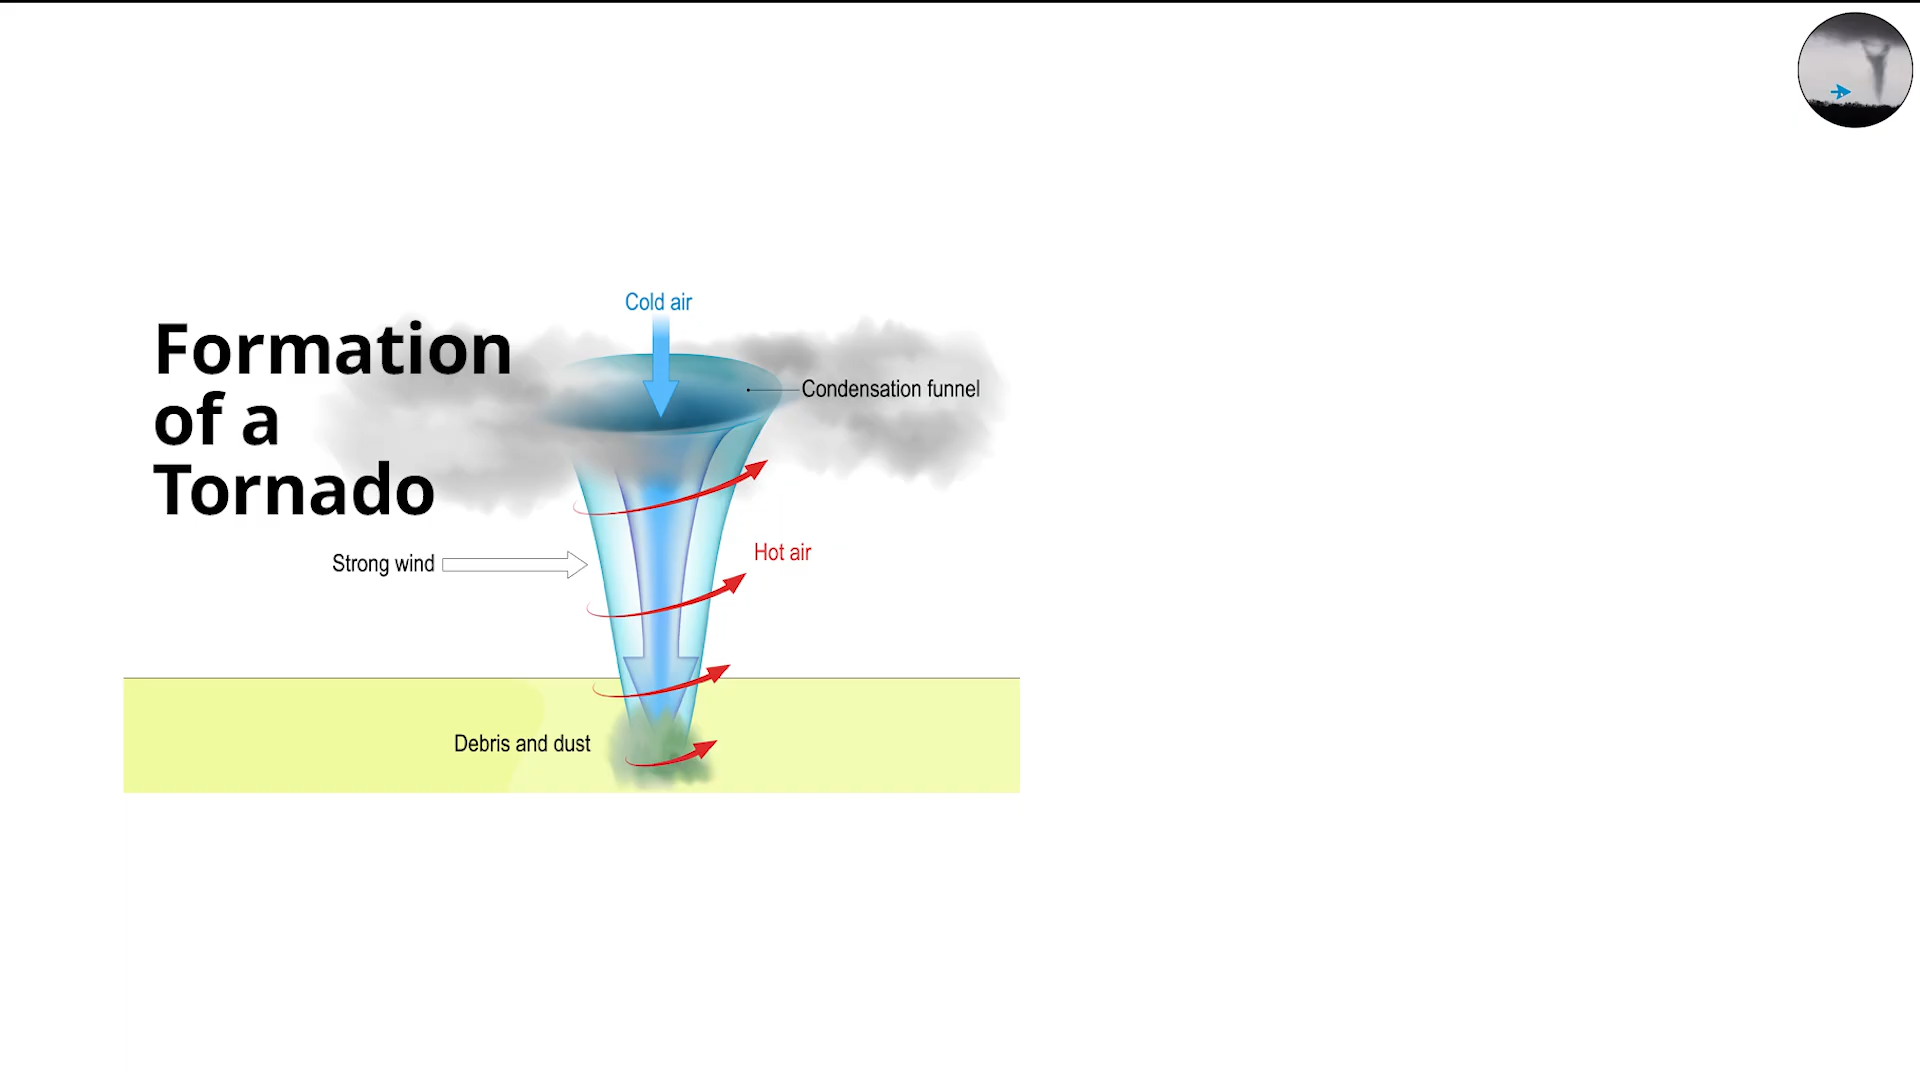 Cold air
Formation
of a
Tornado
Condensation funnel
Strong wind
Hot air
Debris and dust